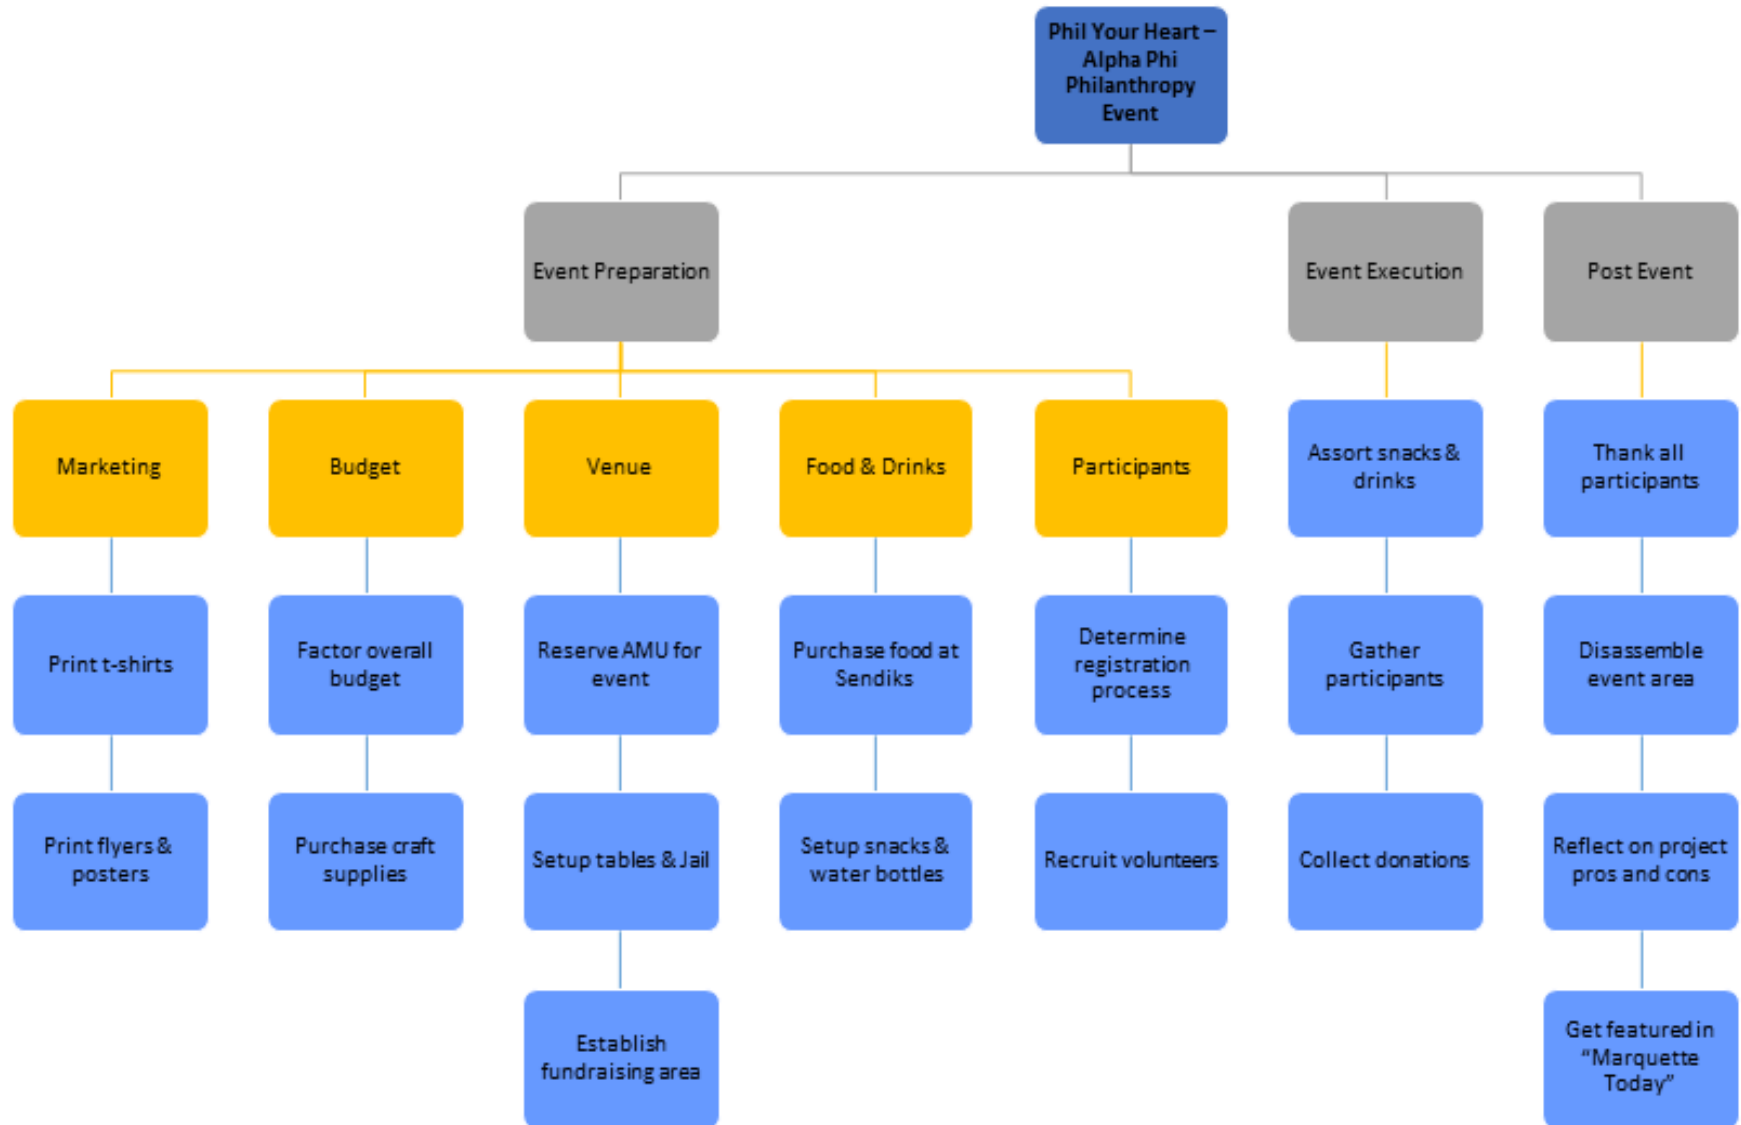 Phil Your Heart –
Alpha Phi
Philanthropy
Event
Event Preparation
Event Execution
Post Event
Marketing
Budget
Venue
Food & Drinks
Participants
Assort snacks &
drinks
Thank all
participants
Print t-shirts
Factor overall
budget
Reserve AMU for
event
Purchase food at
Sendiks
Determine
registration
process
Gather
participants
Disassemble
event area
Print flyers &
posters
Purchase craft
supplies
Setup tables & Jail
Setup snacks &
water bottles
Recruit volunteers
Collect donations
Reflect on project
pros and cons
Establish
fundraising area
Get featured in
“Marquette
Today”